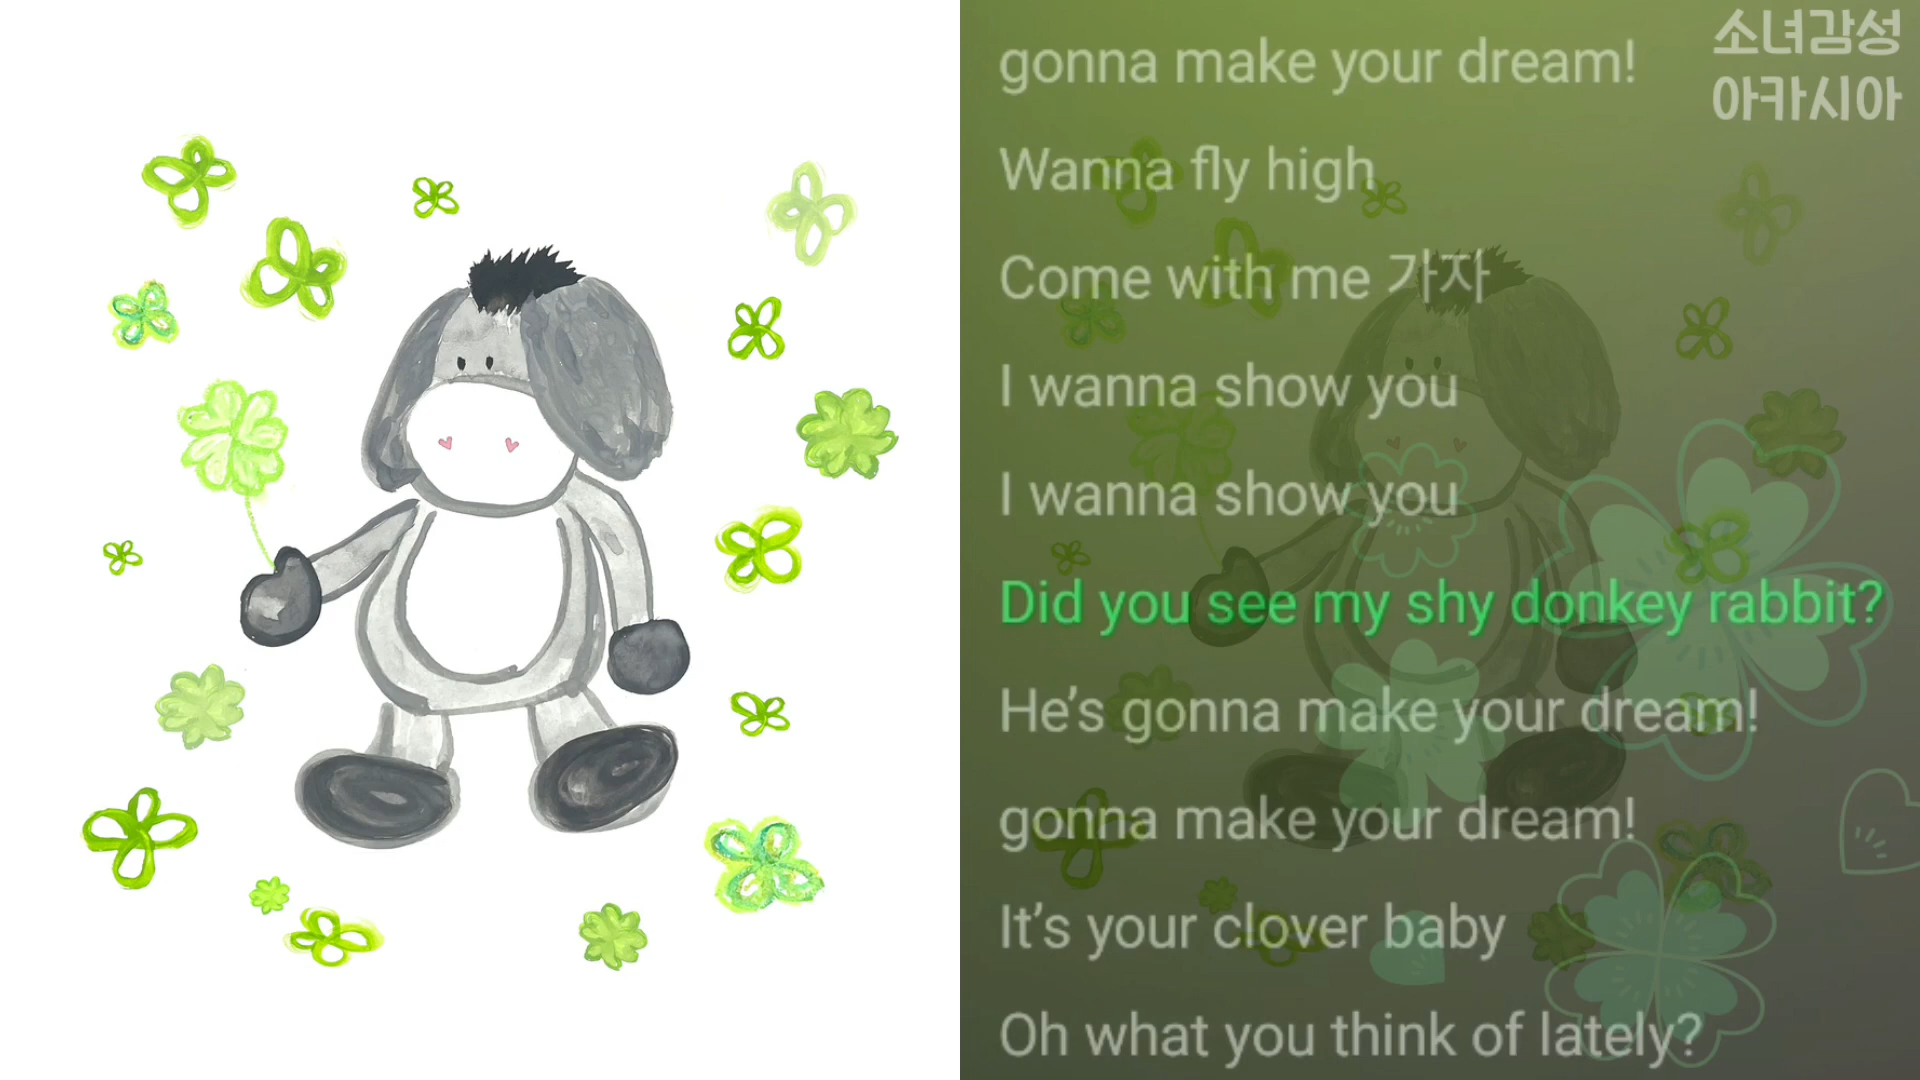 소녀감성
아카시아
gonna make your dream!
Wanna fly high
Come with me 가자
I wanna show you
I wanna show you
Did you see my shy donkey rabbit?
He's gonna make your dream!
gonna make your dream!
It's your clover baby
Oh what you think of lately?